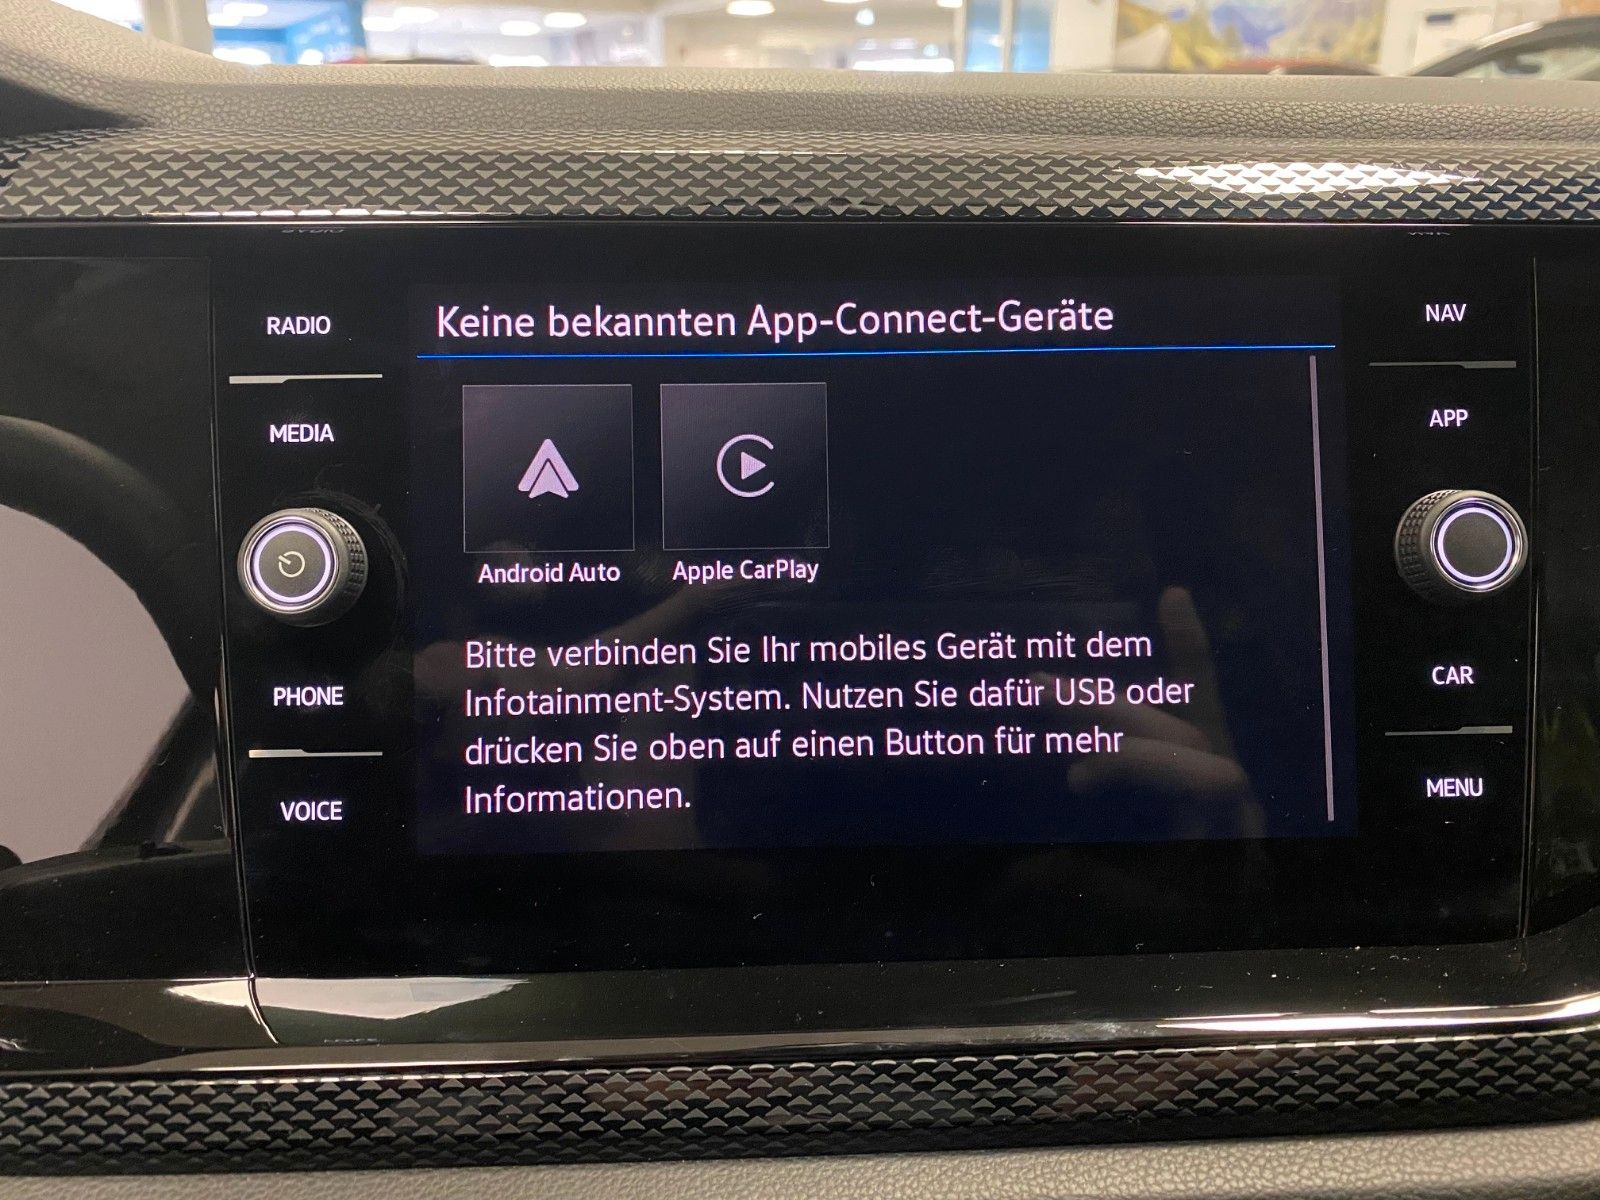 RADIO
MEDIA
PHONE
VOICE
Keine bekannten App-Connect-Geräte
Android Auto
Apple CarPlay
Bitte verbinden Sie Ihr mobiles Gerät mit dem
Infotainment-System. Nutzen Sie dafür USB oder
drücken Sie oben auf einen Button für mehr
Informationen.
NAV
APP
CAR
MENU